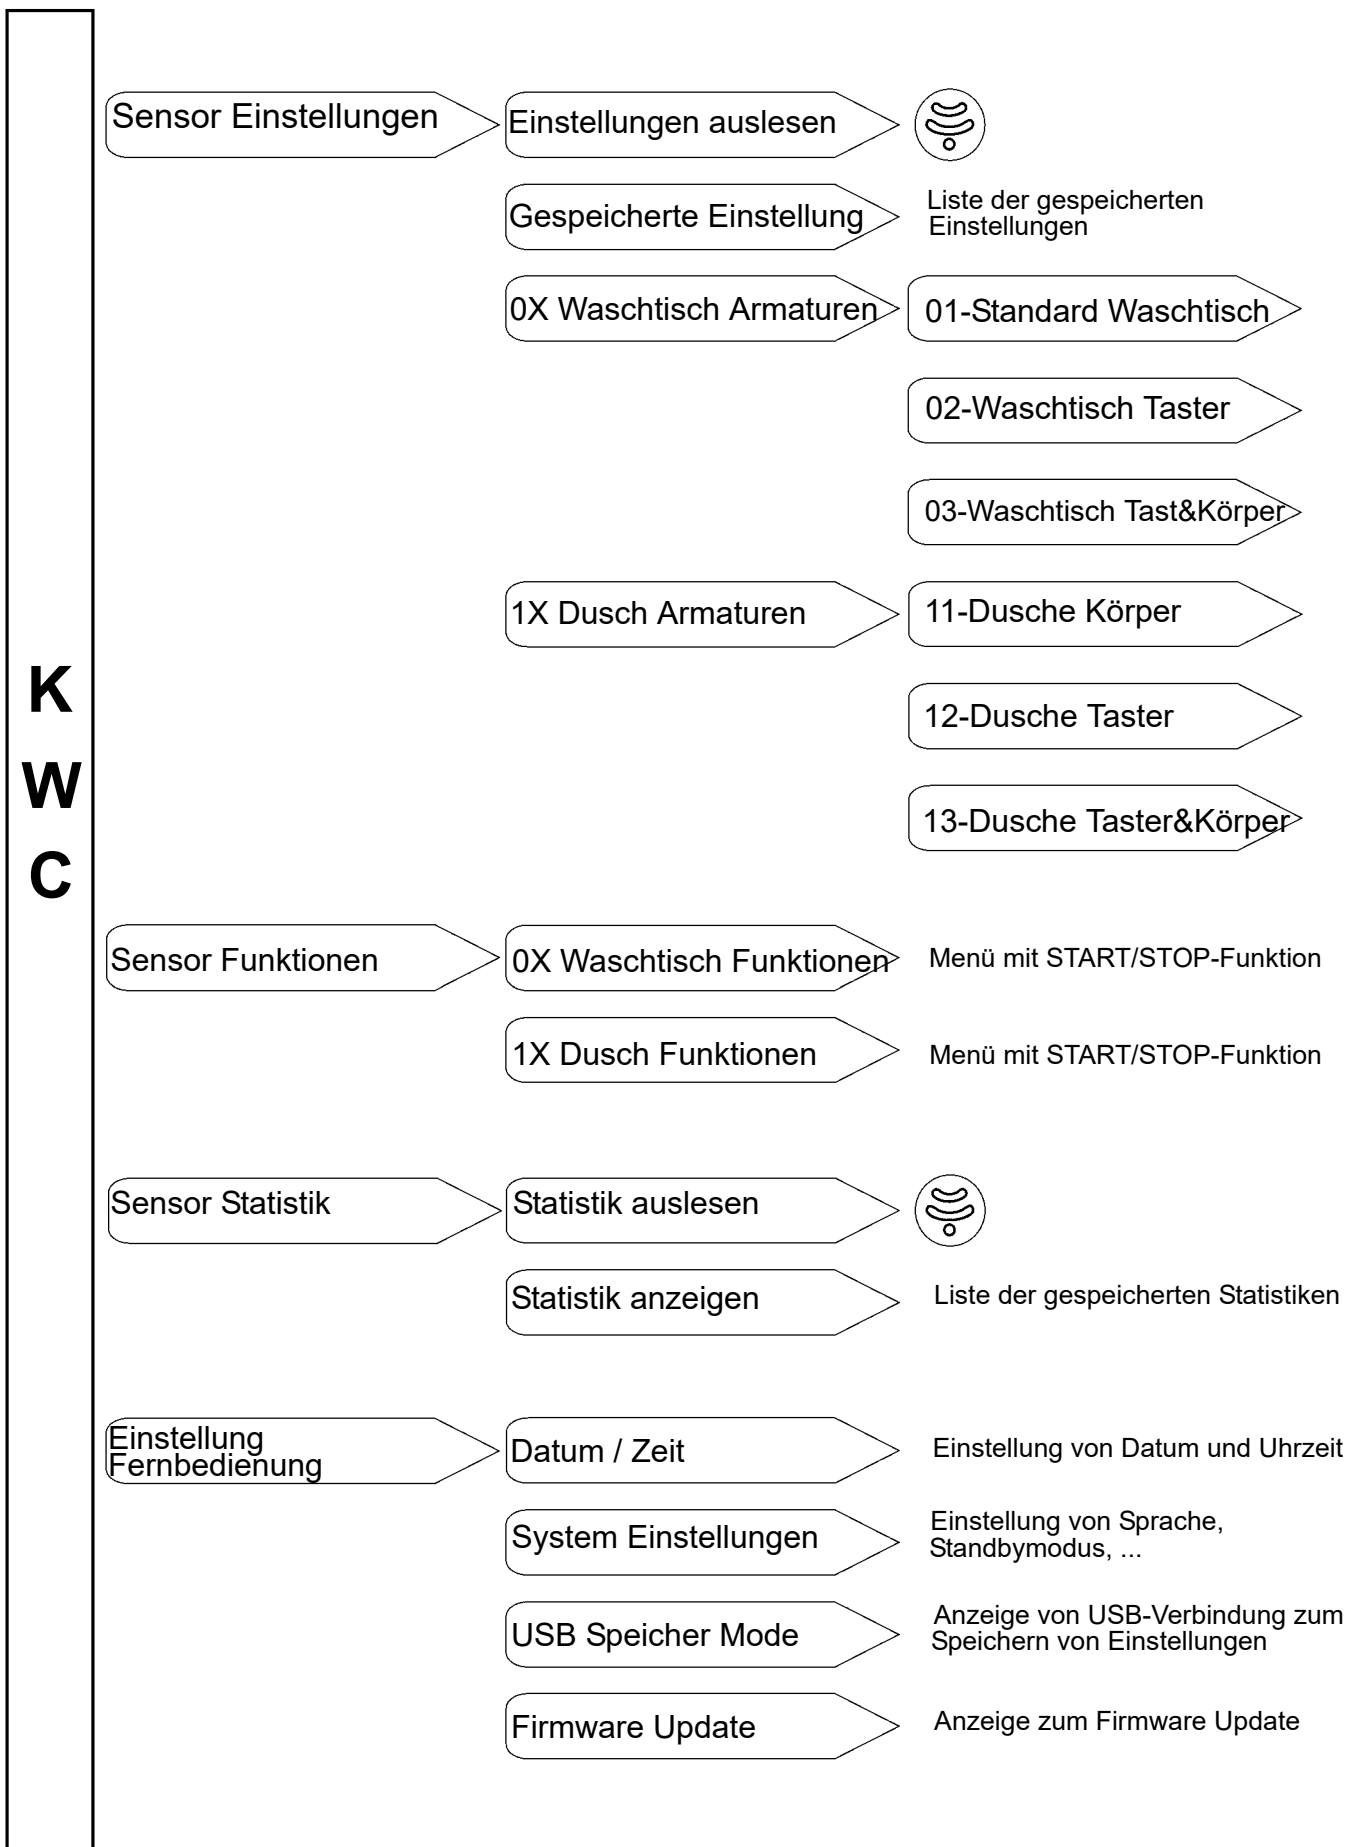 Sensor Einstellungen
Einstellungen auslesen
Gespeicherte Einstellung
Liste der gespeicherten
Einstellungen
0X Waschtisch Armaturen
01-Standard Waschtisch
02-Waschtisch Taster
03-Waschtisch Tast&Körper
1X Dusch Armaturen
11-Dusche Körper
12-Dusche Taster
13-Dusche Taster&Körper
K
W
C
Sensor Funktionen
0X Waschtisch Funktionen
Menü mit START/STOP-Funktion
1X Dusch Funktionen
Menü mit START/STOP-Funktion
Sensor Statistik
Statistik auslesen
Statistik anzeigen
Liste der gespeicherten Statistiken
Einstellung
Fernbedienung
Datum / Zeit
Einstellung von Datum und Uhrzeit
System Einstellungen
Einstellung von Sprache,
Standbymodus, ...
USB Speicher Mode
Anzeige von USB-Verbindung zum
Speichern von Einstellungen
Firmware Update
Anzeige zum Firmware Update